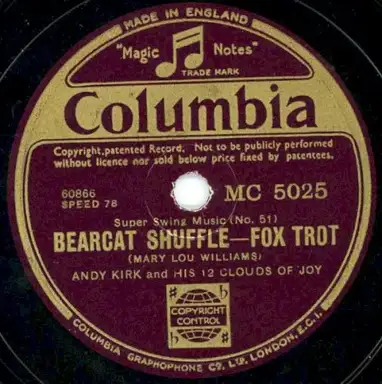 MADE IN ENGLAND
"Magic Notes"
TRADE MARK
Columbia
Copyright, patented Record. Not to be publicly performed
without licence nor sold below price fixed by patentees.
60866
SPEED 78
MC 5025
Super Swing Music (No. 51)
BEARCAT SHUFFLE—FOX TROT
(MARY LOU WILLIAMS)
ANDY KIRK and HIS 12 CLOUDS OF JOY
COPYRIGHT
CONTROL
COLUMBIA GRAPHOPHONE CO. LTD. LONDON, E.C.1.